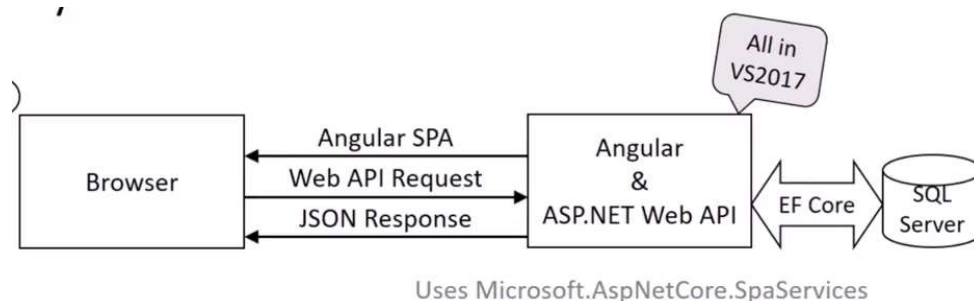 All in
VS2017
Angular SPA
Web API Request
JSON Response
Browser
Angular
&
ASP.NET Web API
EF Core
SQL
Server
Uses Microsoft.AspNetCore.SpaServices